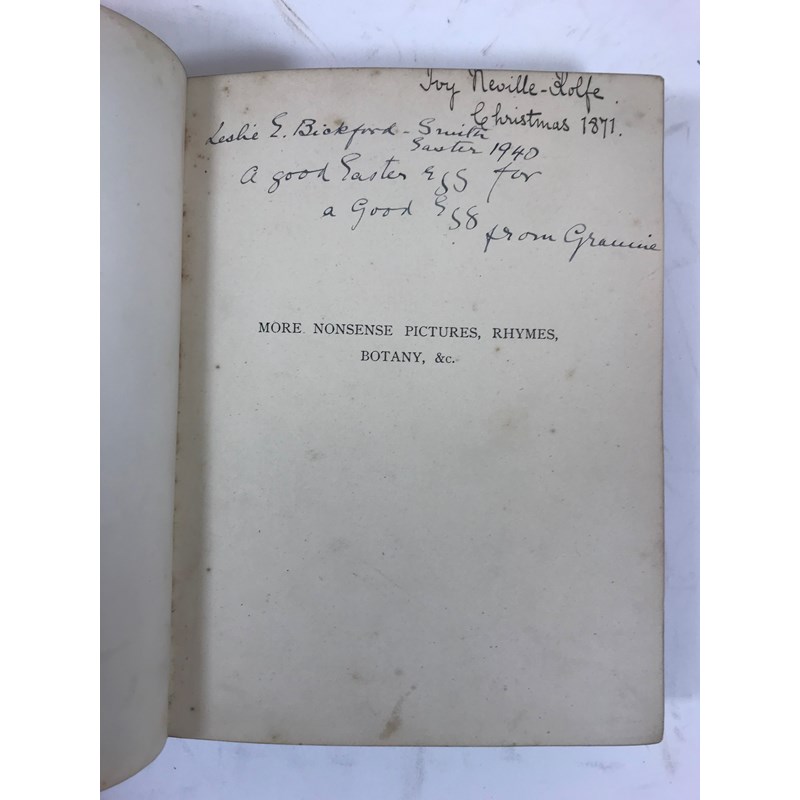 Ivy Neville-Rolfe.
Christmas 1871.
Leslie E. Bickford-Smith
Easter 1940
A good Easter Egg for
a Good Egg
from Grannie
MORE NONSENSE PICTURES, RHYMES,
BOTANY, &c.